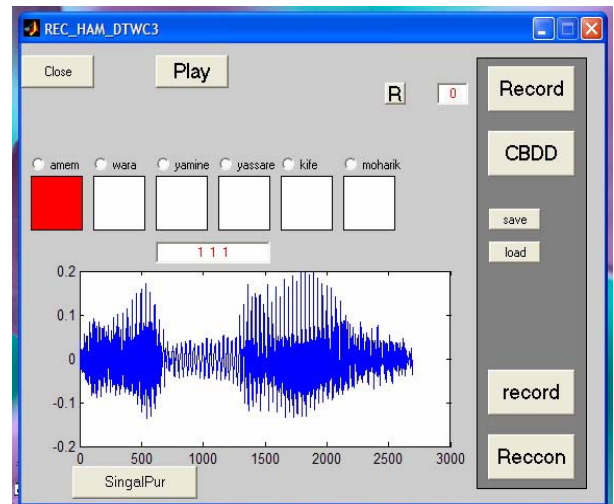 REC_HAM_DTWC3
Close
Play
R
0
Record
CBDD
amem
wara
yamine
yassare
kife
moharik
save
load
1 1 1
0.2
0.1
0
-0.1
-0.2
0
500
1000
1500
2000
2500
3000
record
Reccon
SingalPur